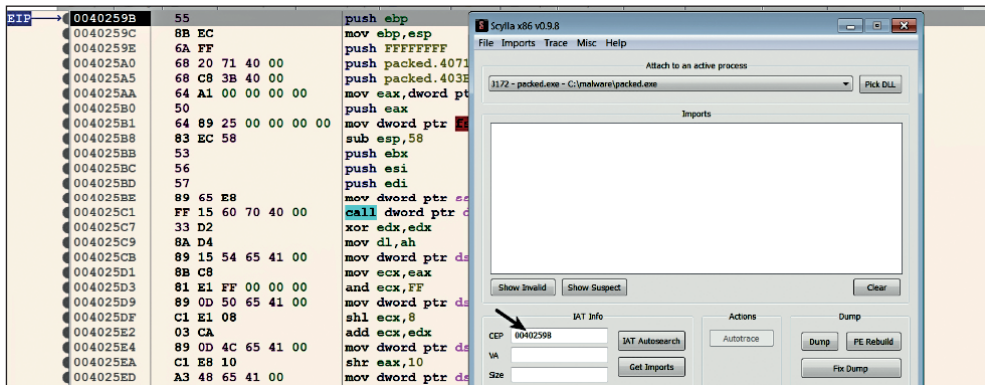 EIP 0040259B 55 push ebp
0040259C 8B EC mov ebp,esp
0040259E 6A FF push FFFFFFFF
004025A0 68 20 71 40 00 push packed.4071
004025A5 68 C8 3B 40 00 push packed.403B
004025AA 64 A1 00 00 00 00 mov eax,dword pt
004025B0 50 push eax
004025B1 64 89 25 00 00 00 00 mov dword ptr
004025B8 83 EC 58 sub esp,58
004025BB 53 push ebx
004025BC 56 push esi
004025BD 57 push edi
004025BE 89 65 E8 mov dword ptr ss
004025C1 FF 15 60 70 40 00 call dword ptr d
004025C7 33 D2 xor edx,edx
004025C9 8A D4 mov dl,ah
004025CB 89 15 54 65 41 00 mov dword ptr ds
004025D1 8B C8 mov ecx,eax
004025D3 81 E1 FF 00 00 00 and ecx,FF
004025D9 89 0D 50 65 41 00 mov dword ptr ds
004025DF C1 E1 08 shl ecx,8
004025E2 03 CA add ecx,edx
004025E4 89 0D 4C 65 41 00 mov dword ptr ds
004025EA C1 E8 10 shr eax,10
004025ED A3 48 65 41 00 mov dword ptr ds
Scylla x86 v0.9.8
File Imports Trace Misc Help
Attach to an active process
3172 - packed.exe - C:\malware\packed.exe Pick DLL
Imports
Show Invalid Show Suspect Clear
IAT Info Actions Dump
OEP 0040259B IAT Autosearch Autotrace Dump PE Rebuild
VA
Size Get Imports Fix Dump